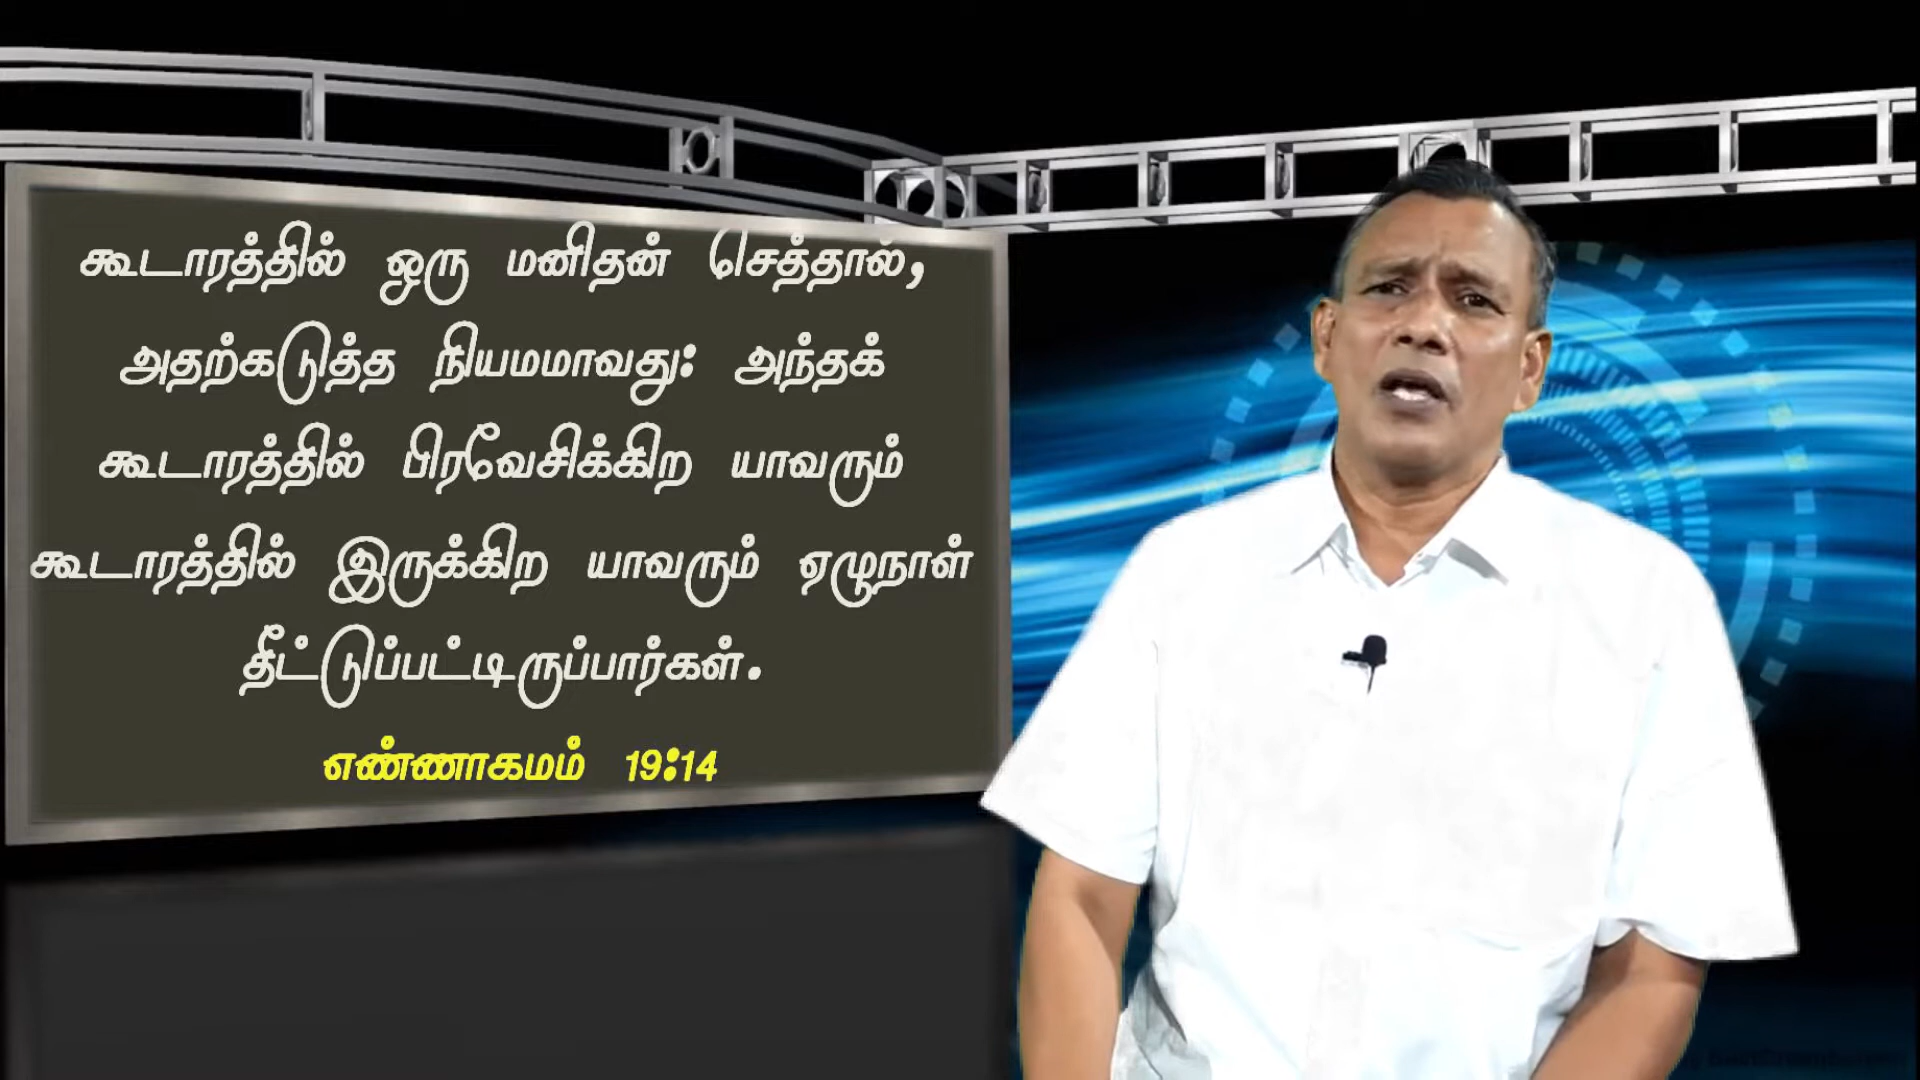 கூடாரத்தில் ஒரு மனிதன் செத்தால்,
அதற்கடுத்த நியமமாவது: அந்தக்
கூடாரத்தில் பிரவேசிக்கிற யாவரும்
கூடாரத்தில் இருக்கிற யாவரும் ஏழுநாள்
தீட்டுப்பட்டிருப்பார்கள்.
எண்ணாகமம் 19:14